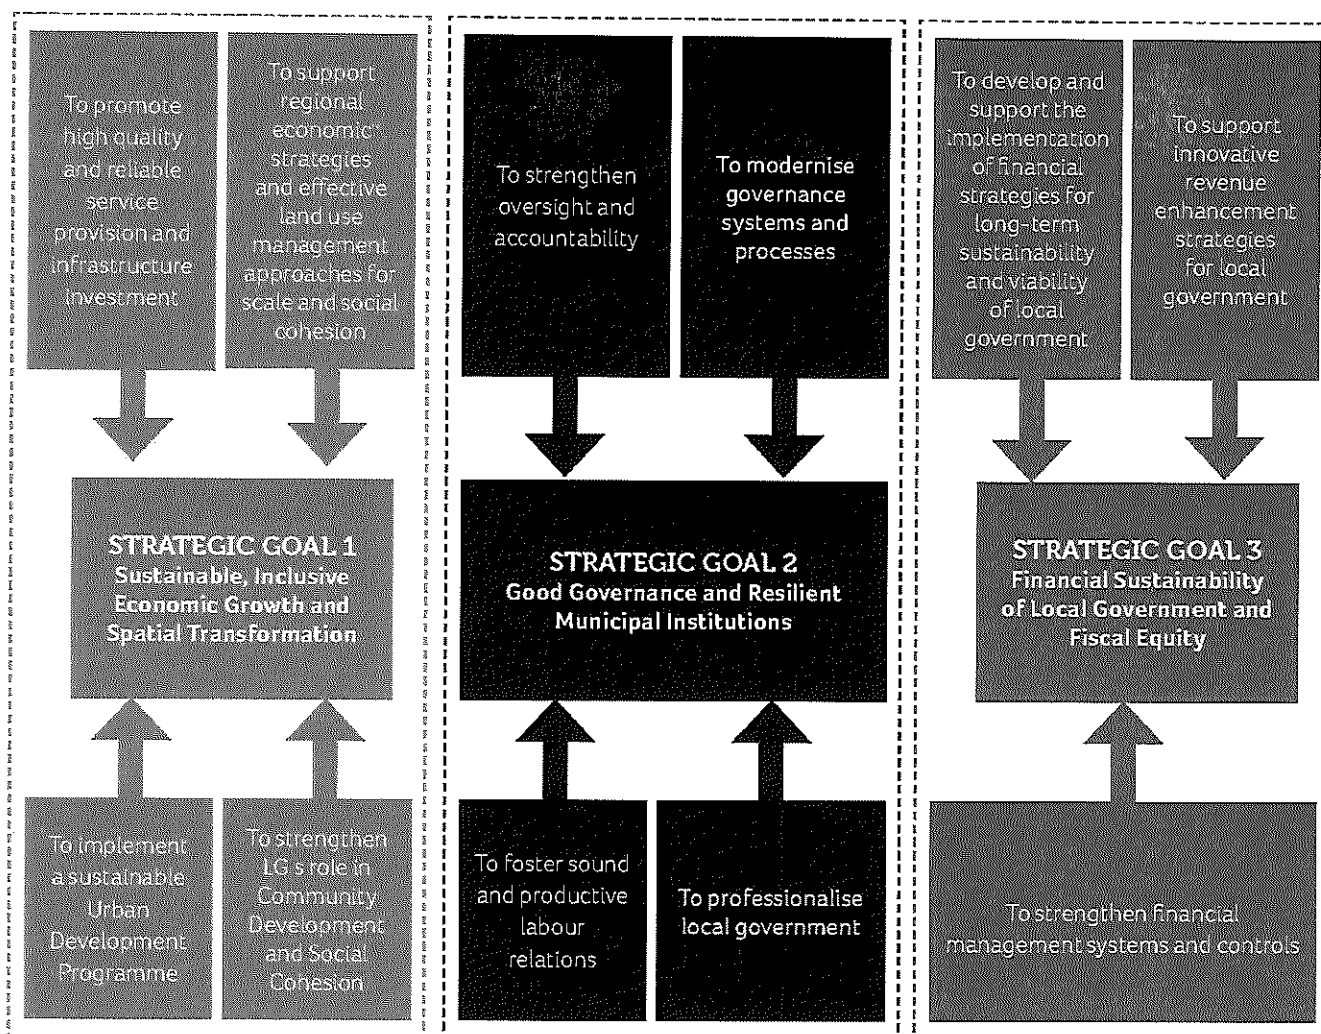 To promote
high quality
and reliable
service
provision and
infrastructure
investment
To support
regional
economic
strategies
and effective
land use
management
approaches for
scale and social
cohesion
STRATEGIC GOAL 1
Sustainable, Inclusive
Economic Growth and
Spatial Transformation
To implement
a sustainable
Urban
Development
Programme
To strengthen
LG s role in
Community
Development
and Social
Cohesion
To strengthen
oversight and
accountability
To modernise
governance
systems and
processes
STRATEGIC GOAL 2
Good Governance and Resilient
Municipal Institutions
To foster sound
and productive
labour
relations
To professionalise
local government
To develop and
support the
implementation
of financial
strategies for
long-term
sustainability
and viability
of local
government
To support
innovative
revenue
enhancement
strategies
for local
government
STRATEGIC GOAL 3
Financial Sustainability
of Local Government and
Fiscal Equity
To strengthen financial
management systems and controls